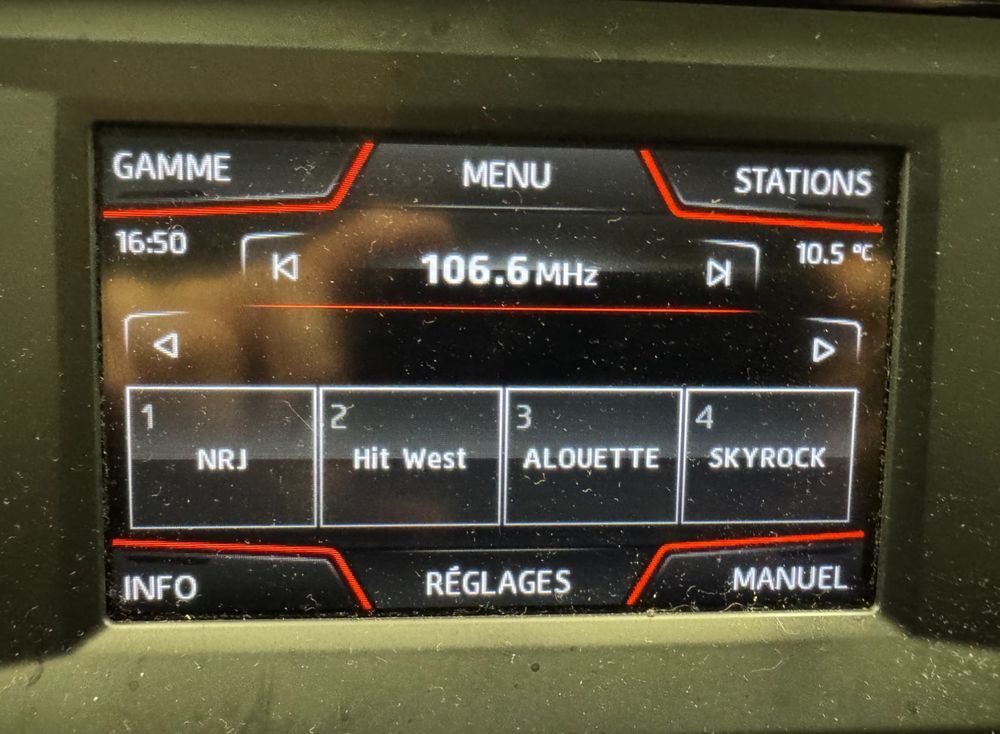 GAMME MENU STATIONS
16:50 106.6 MHz 10.5 °C
1 2 3 4
NRJ Hit West ALOUETTE SKYROCK
INFO RÉGLAGES MANUEL